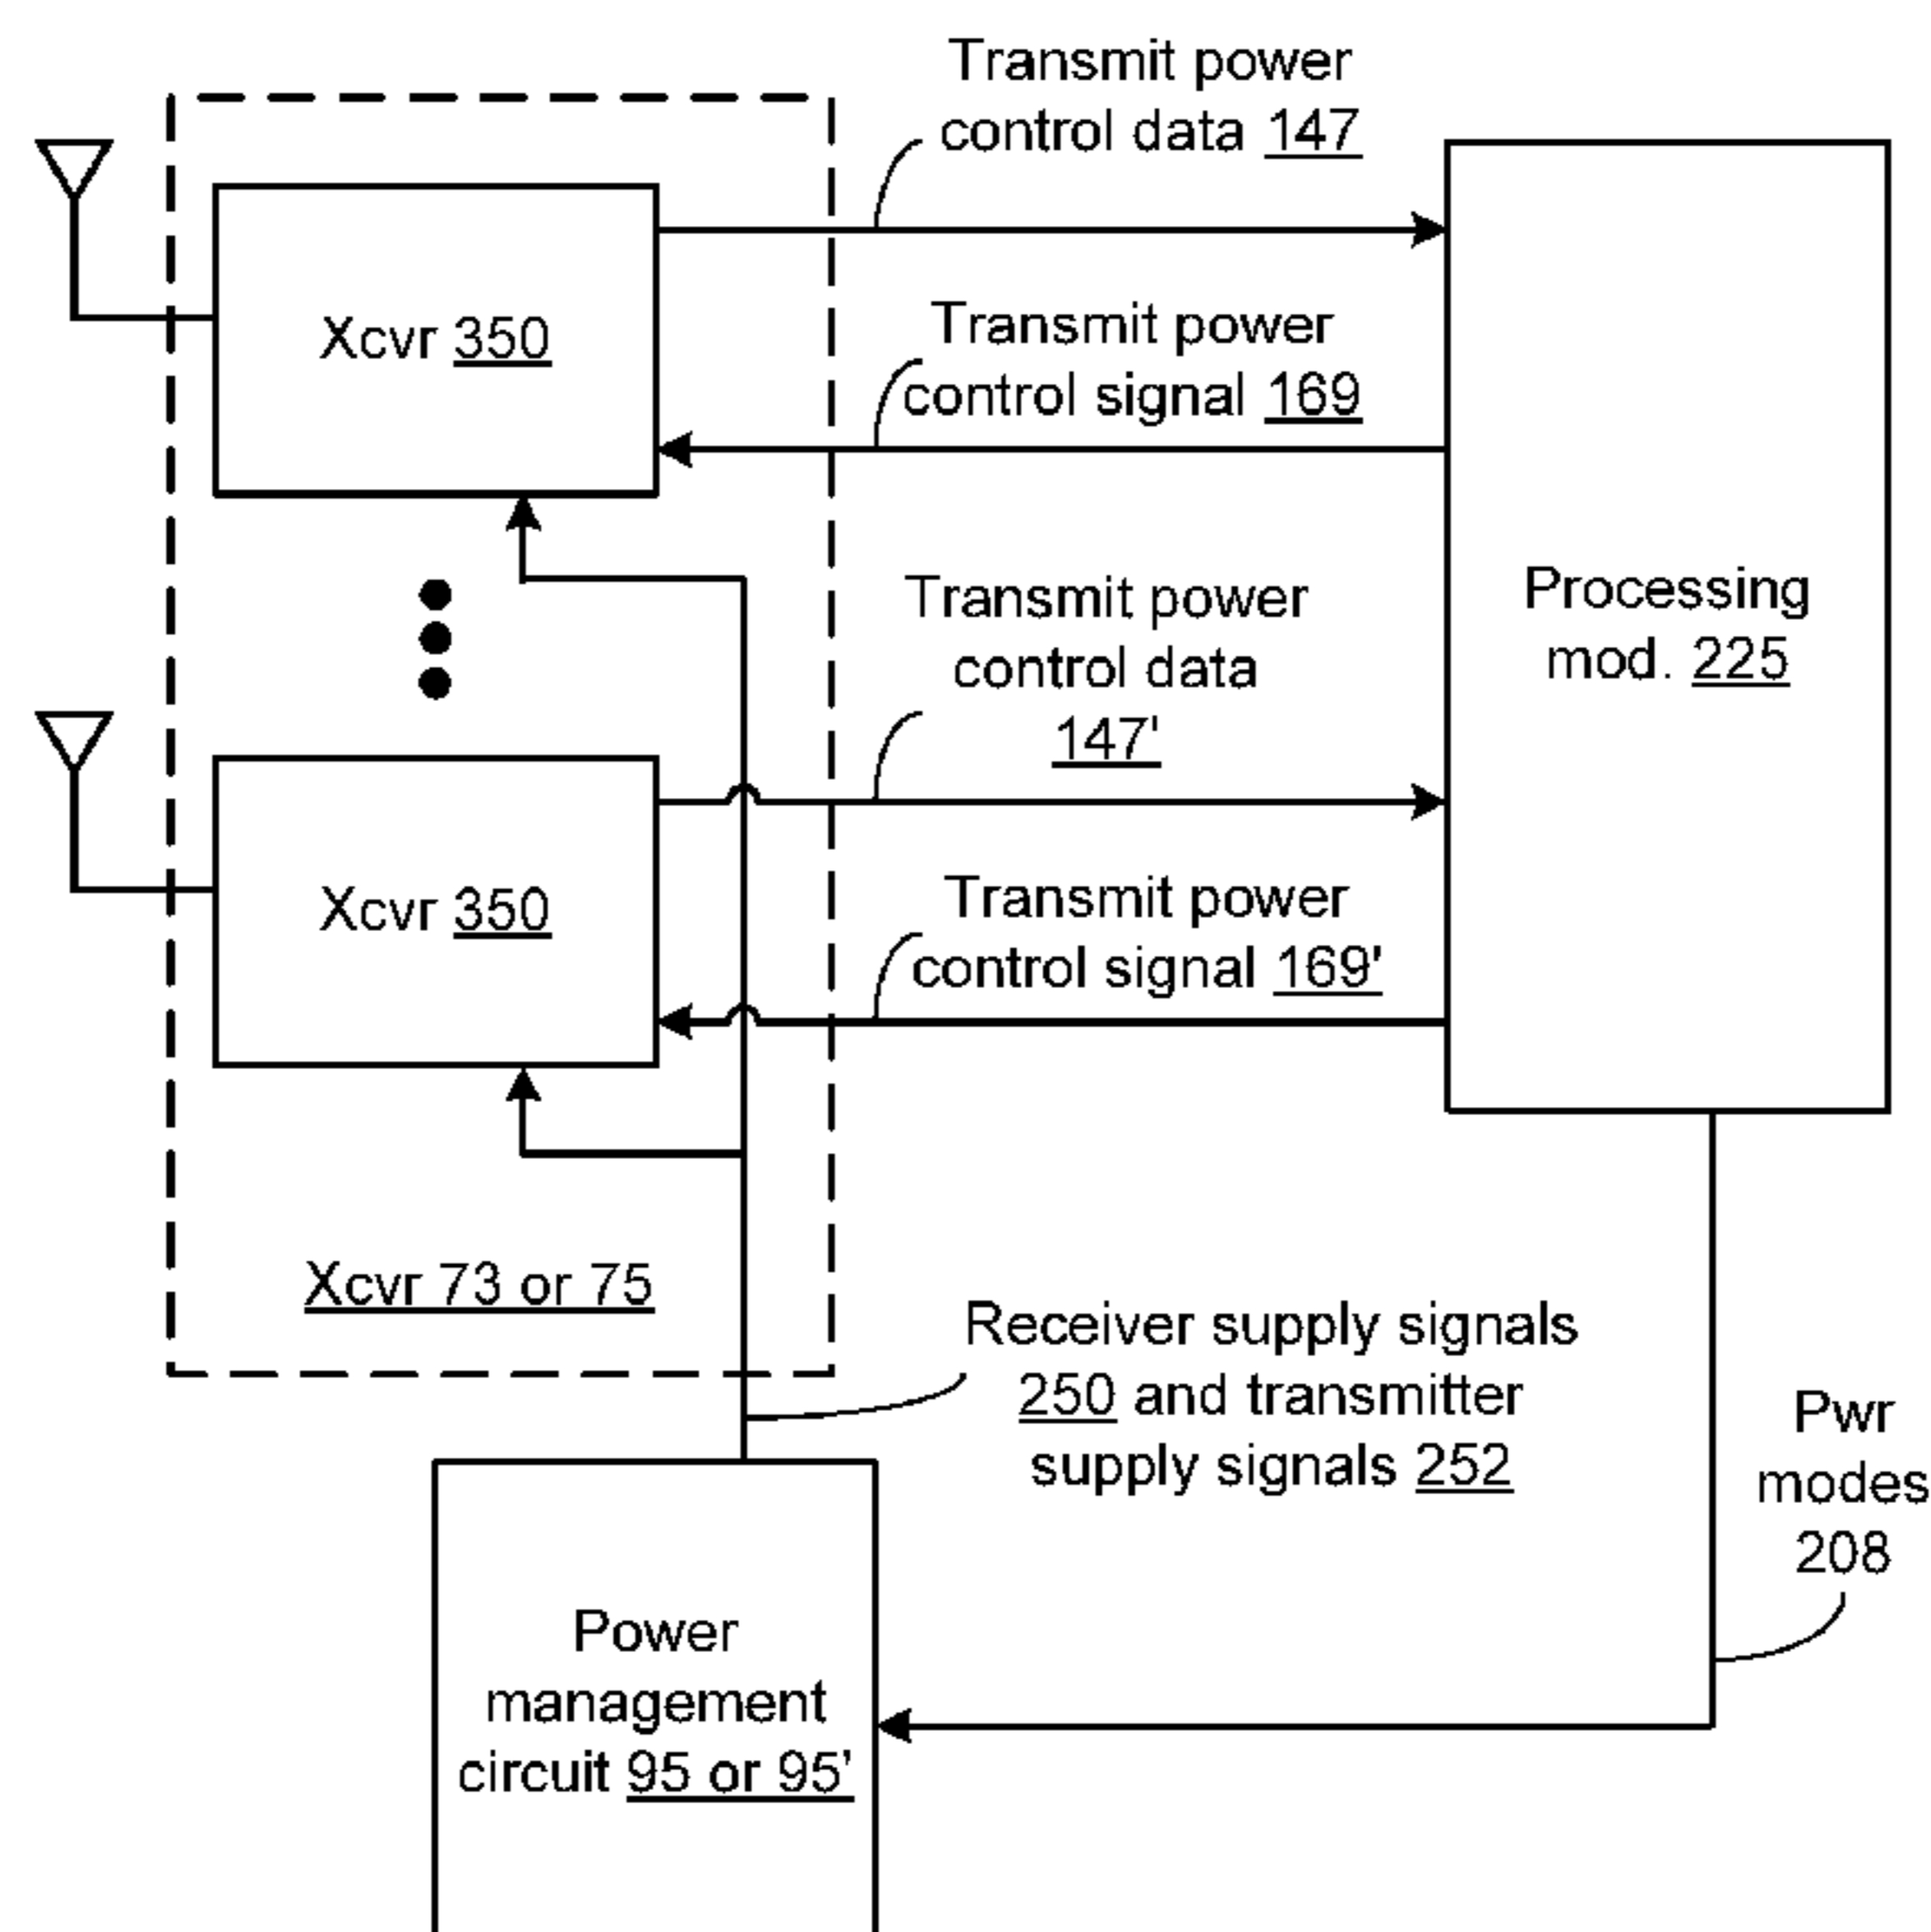 Transmit power
control data 147
Xcvr 350
Transmit power
control signal 169
Processing
mod. 225
Transmit power
control data
147'
Xcvr 350
Transmit power
control signal 169'
Xcvr 73 or 75
Receiver supply signals
250 and transmitter
supply signals 252
Pwr
modes
208
Power
management
circuit 95 or 95'